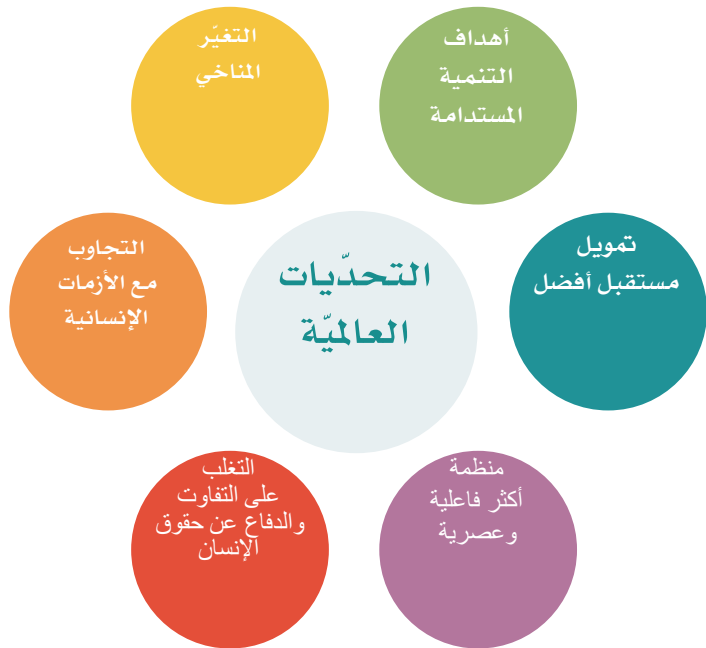 أهداف
التنمية
المستدامة
التغيّر
المناخي
تمويل
مستقبل أفضل
التحدّيات
العالميّة
التجاوب
مع الأزمات
الإنسانية
منظمة
أكثر فاعلية
وعصرية
التغلب
على التفاوت
والدفاع عن حقوق
الإنسان